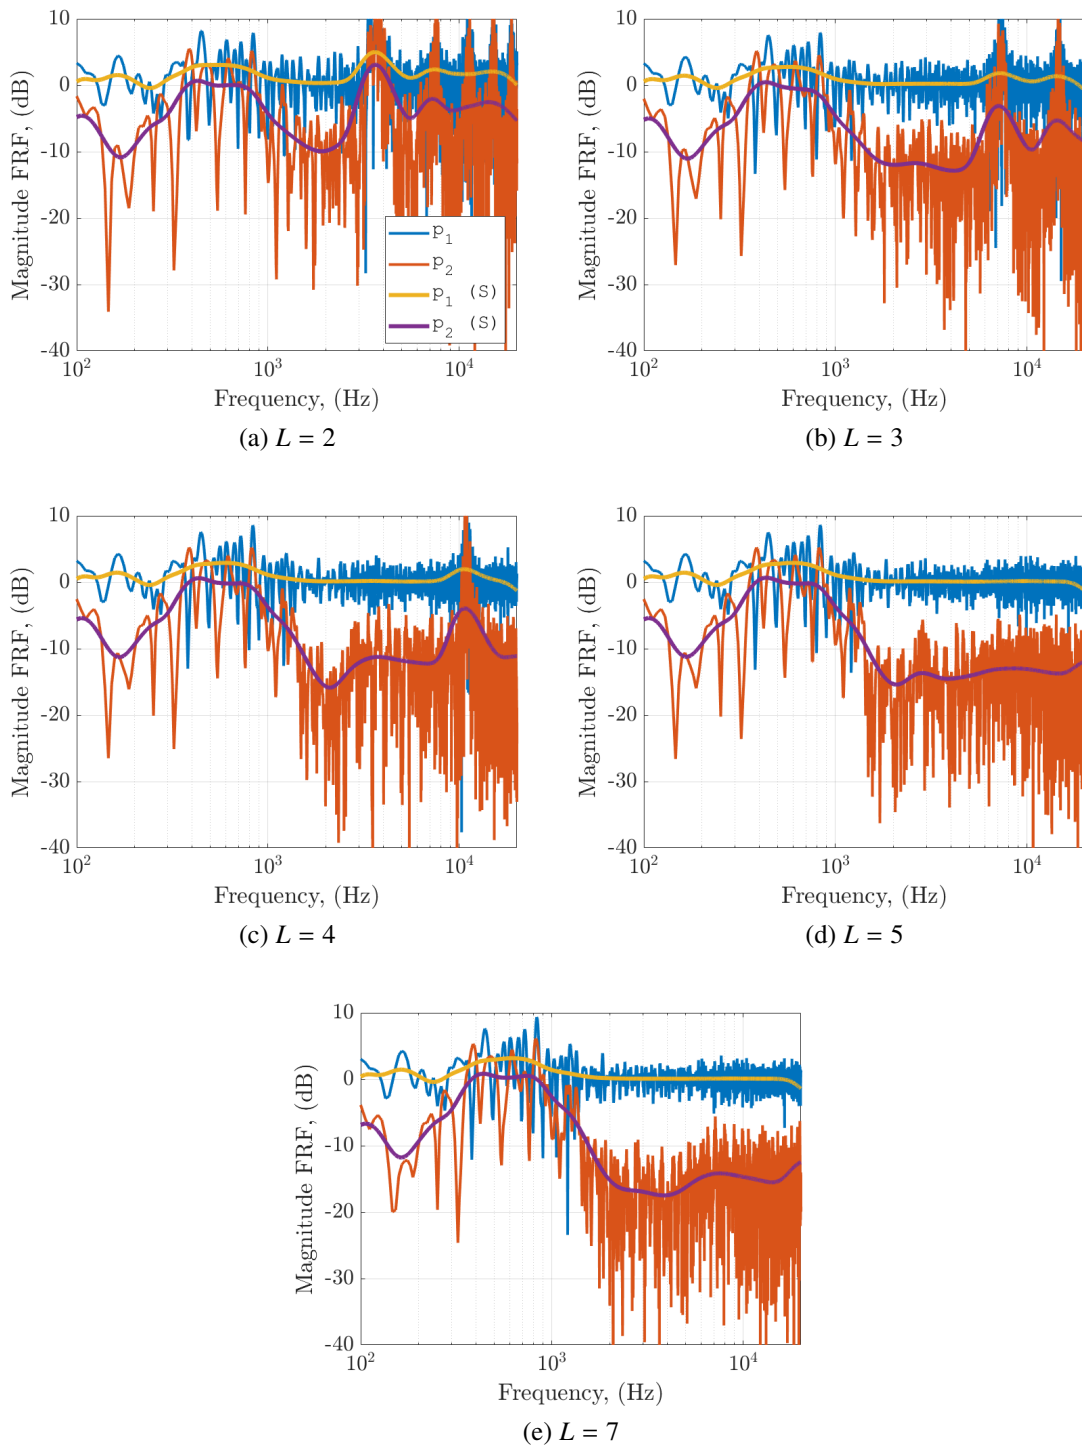 10
0
-10
-20
-30
-40
Magnitude FRF, (dB)
p1
p2
p1 (S)
p2 (S)
10^2
10^3
10^4
Frequency, (Hz)
(a) L = 2
10
0
-10
-20
-30
-40
Magnitude FRF, (dB)
10^2
10^3
10^4
Frequency, (Hz)
(b) L = 3
10
0
-10
-20
-30
-40
Magnitude FRF, (dB)
10^2
10^3
10^4
Frequency, (Hz)
(c) L = 4
10
0
-10
-20
-30
-40
Magnitude FRF, (dB)
10^2
10^3
10^4
Frequency, (Hz)
(d) L = 5
10
0
-10
-20
-30
-40
Magnitude FRF, (dB)
10^2
10^3
10^4
Frequency, (Hz)
(e) L = 7